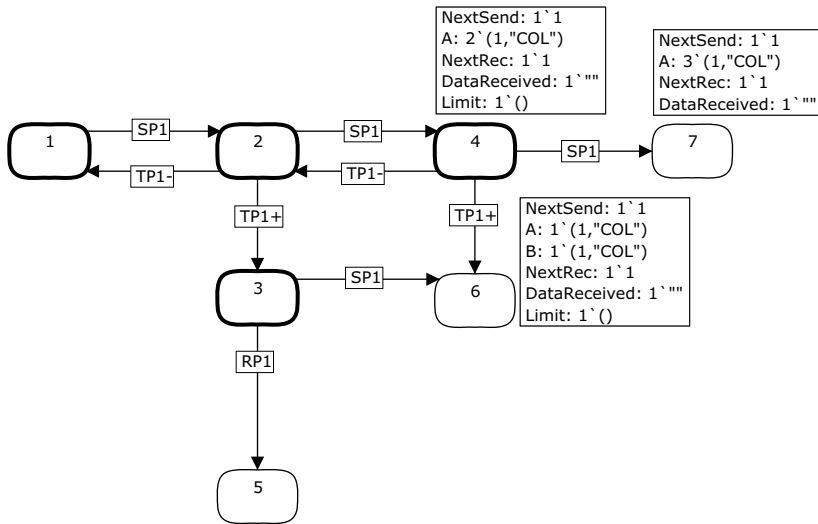 NextSend: 1`1
A: 2`(1,"COL")
NextRec: 1`1
DataReceived: 1`""
Limit: 1`()
NextSend: 1`1
A: 3`(1,"COL")
NextRec: 1`1
DataReceived: 1`""
1
SP1
2
SP1
4
SP1
7
TP1-
TP1-
TP1+
TP1+
NextSend: 1`1
A: 1`(1,"COL")
B: 1`(1,"COL")
NextRec: 1`1
DataReceived: 1`""
Limit: 1`()
3
SP1
6
RP1
5